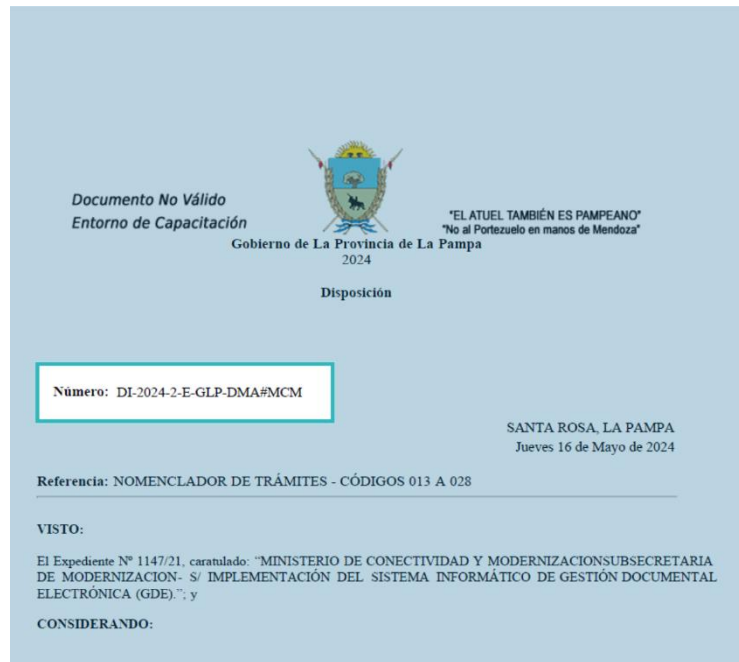 Documento No Válido
Entorno de Capacitación
"EL ATUEL TAMBIÉN ES PAMPEANO"
"No al Portezuelo en manos de Mendoza"
Gobierno de La Provincia de La Pampa
2024
Disposición
Número: DI-2024-2-E-GLP-DMA#MCM
SANTA ROSA, LA PAMPA
Jueves 16 de Mayo de 2024
Referencia: NOMENCLADOR DE TRÁMITES - CÓDIGOS 013 A 028
VISTO:
El Expediente Nº 1147/21, caratulado: “MINISTERIO DE CONECTIVIDAD Y MODERNIZACIONSUBSECRETARIA
DE MODERNIZACION- S/ IMPLEMENTACIÓN DEL SISTEMA INFORMÁTICO DE GESTIÓN DOCUMENTAL
ELECTRÓNICA (GDE).”; y
CONSIDERANDO: